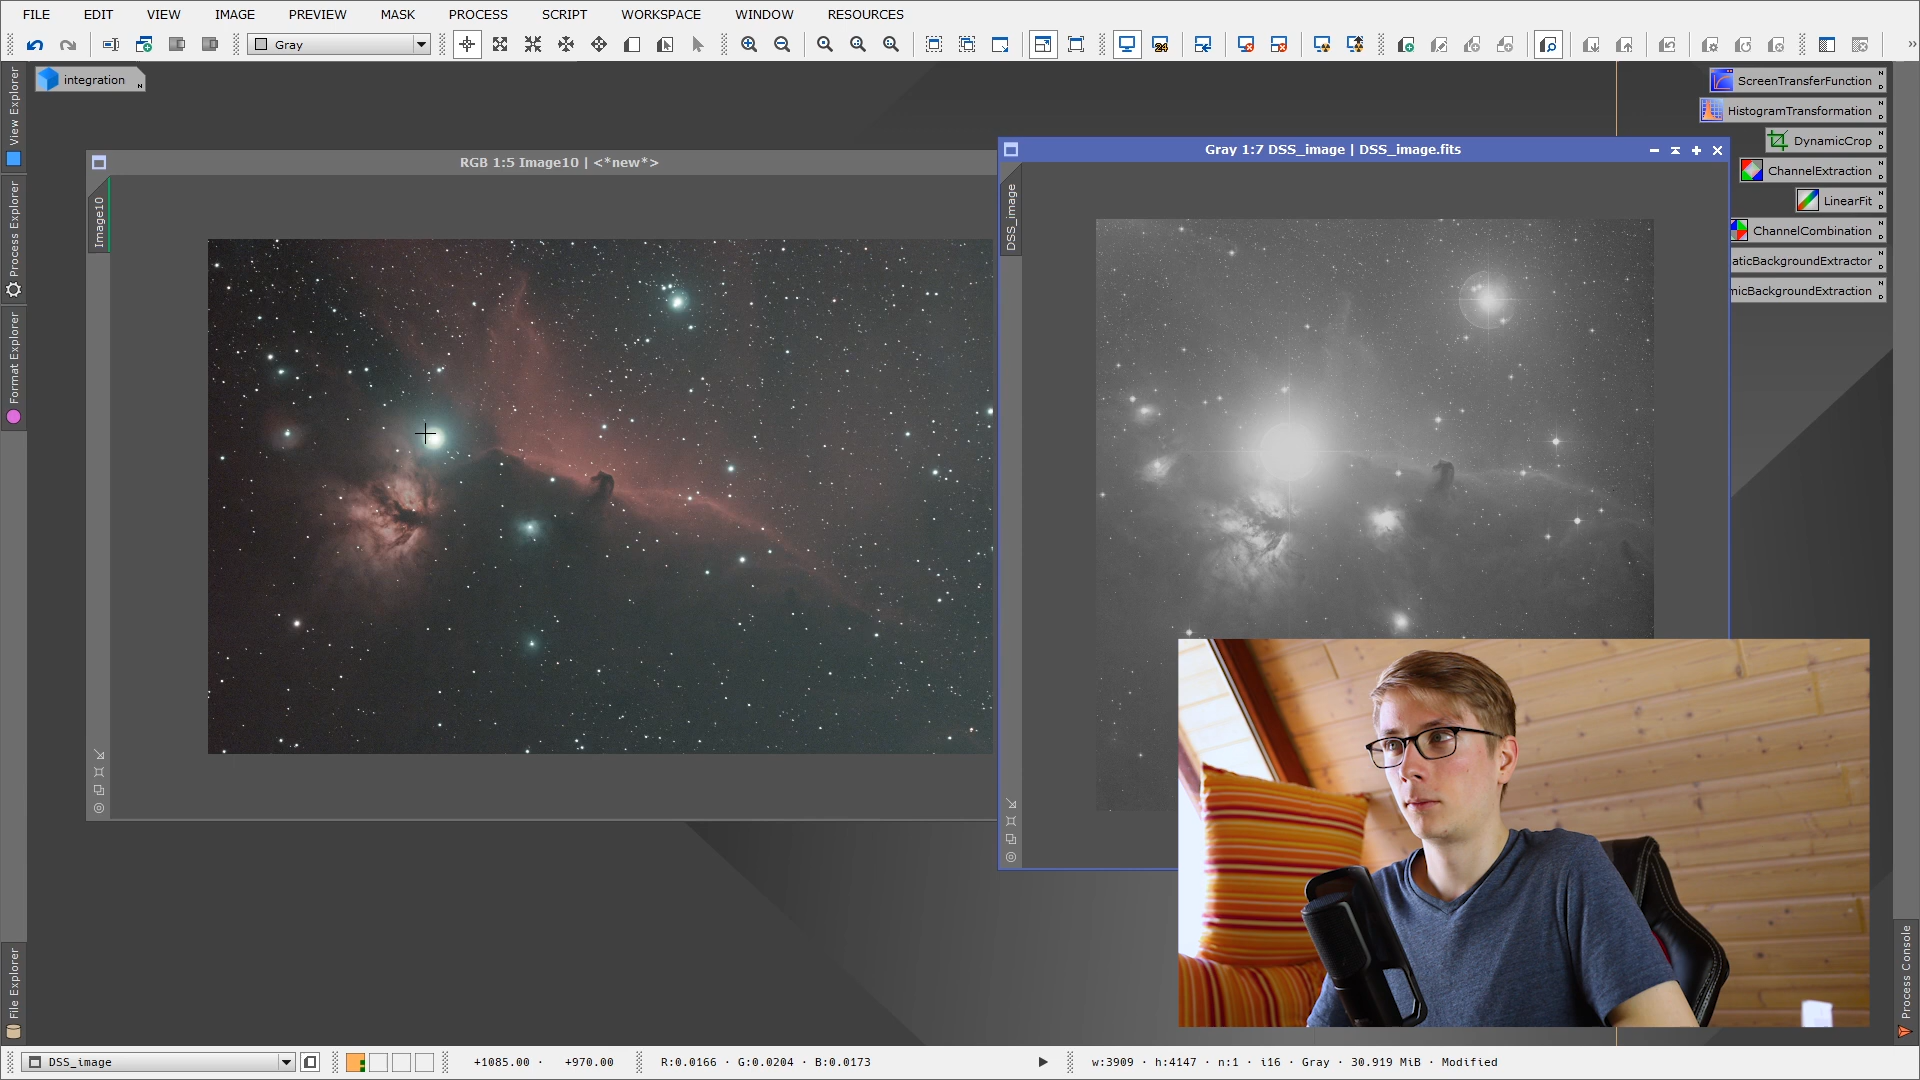 FILE EDIT VIEW IMAGE PREVIEW MASK PROCESS SCRIPT WORKSPACE WINDOW RESOURCES
Gray
24
View Explorer
Process Explorer
Format Explorer
File Explorer
integration
N
RGB 1:5 Image10 | <*new*>
Image10
Gray 1:7 DSS_image | DSS_image.fits
DSS_image
ScreenTransferFunction
N
D
HistogramTransformation
N
D
DynamicCrop
N
D
ChannelExtraction
N
D
LinearFit
N
D
ChannelCombination
N
D
aticBackgroundExtractor
N
D
micBackgroundExtraction
N
D
Process Console
DSS_image
+1085.00 · +970.00
R:0.0166 · G:0.0204 · B:0.0173
w:3909 · h:4147 · n:1 · i16 · Gray · 30.919 MiB · Modified